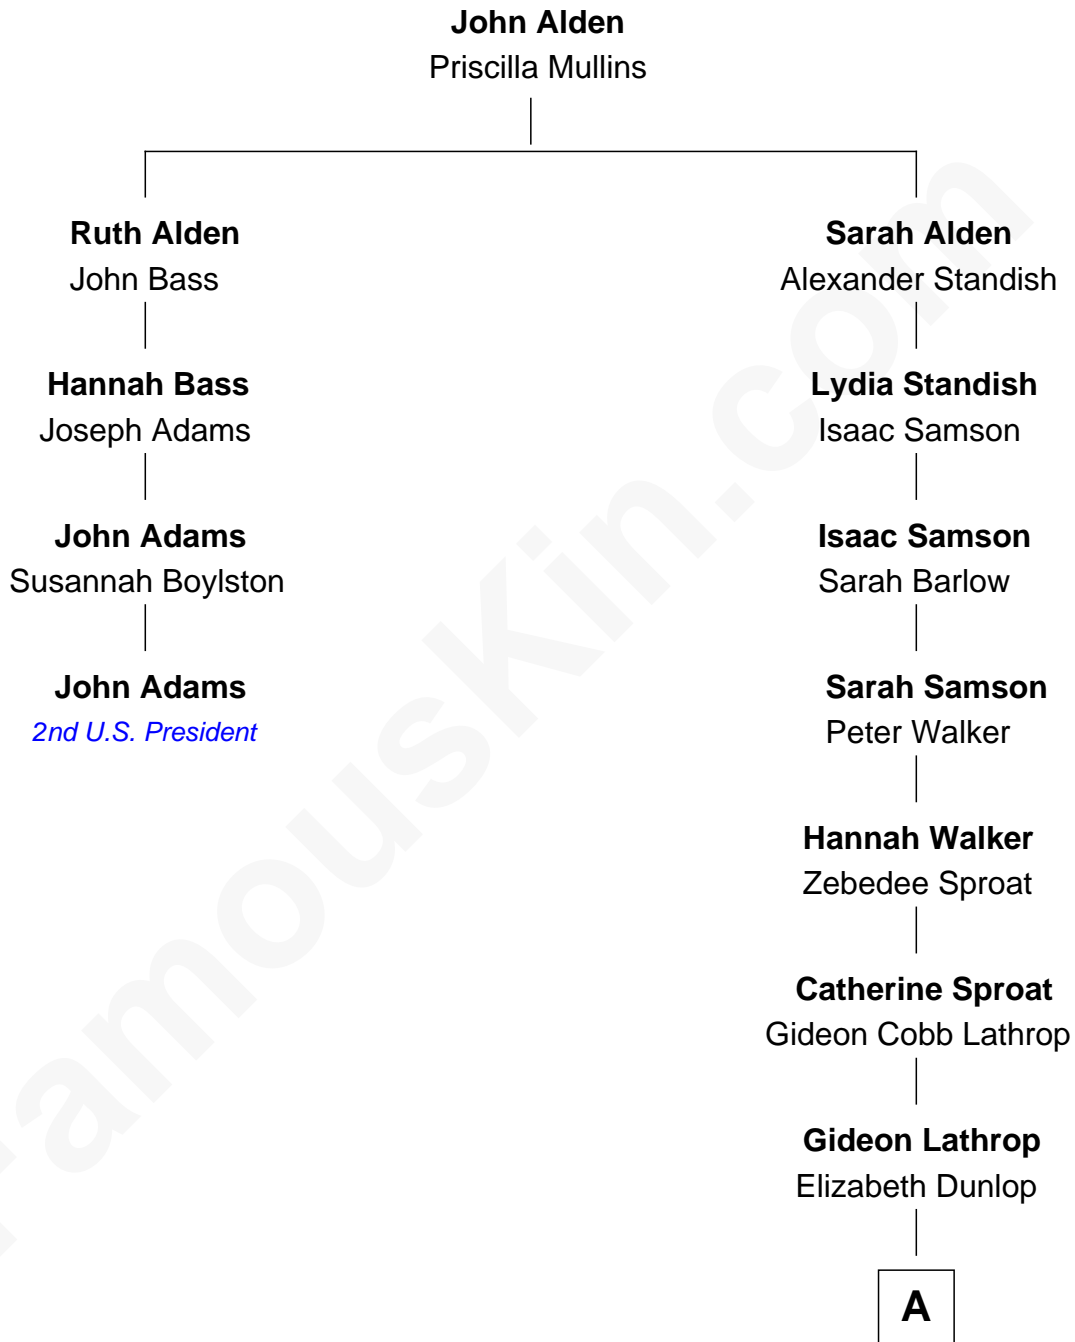 John Alden
Priscilla Mullins
Ruth Alden
John Bass
Sarah Alden
Alexander Standish
Hannah Bass
Joseph Adams
Lydia Standish
Isaac Samson
John Adams
Susannah Boylston
Isaac Samson
Sarah Barlow
John Adams
2nd U.S. President
Sarah Samson
Peter Walker
Hannah Walker
Zebedee Sproat
Catherine Sproat
Gideon Cobb Lathrop
Gideon Lathrop
Elizabeth Dunlop
A
FamousKin.com